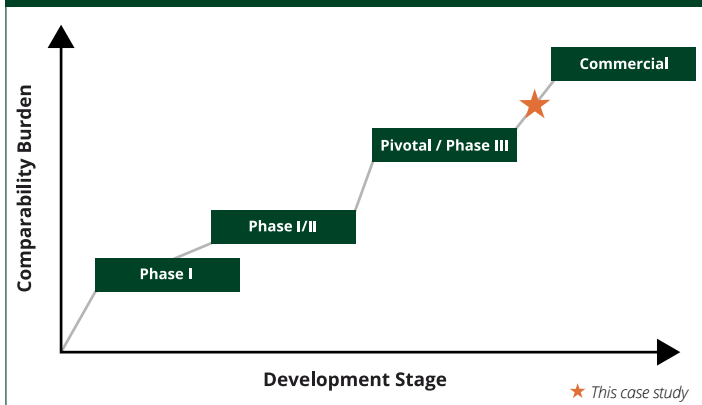 Commercial
Pivotal / Phase III
Phase I/II
Phase I
Comparability Burden
Development Stage
This case study